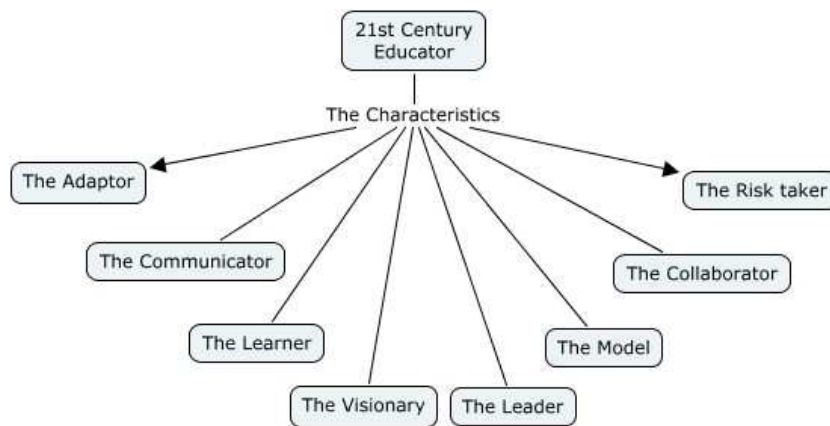 21st Century
Educator
The Characteristics
The Adaptor
The Risk taker
The Communicator
The Collaborator
The Learner
The Model
The Visionary
The Leader